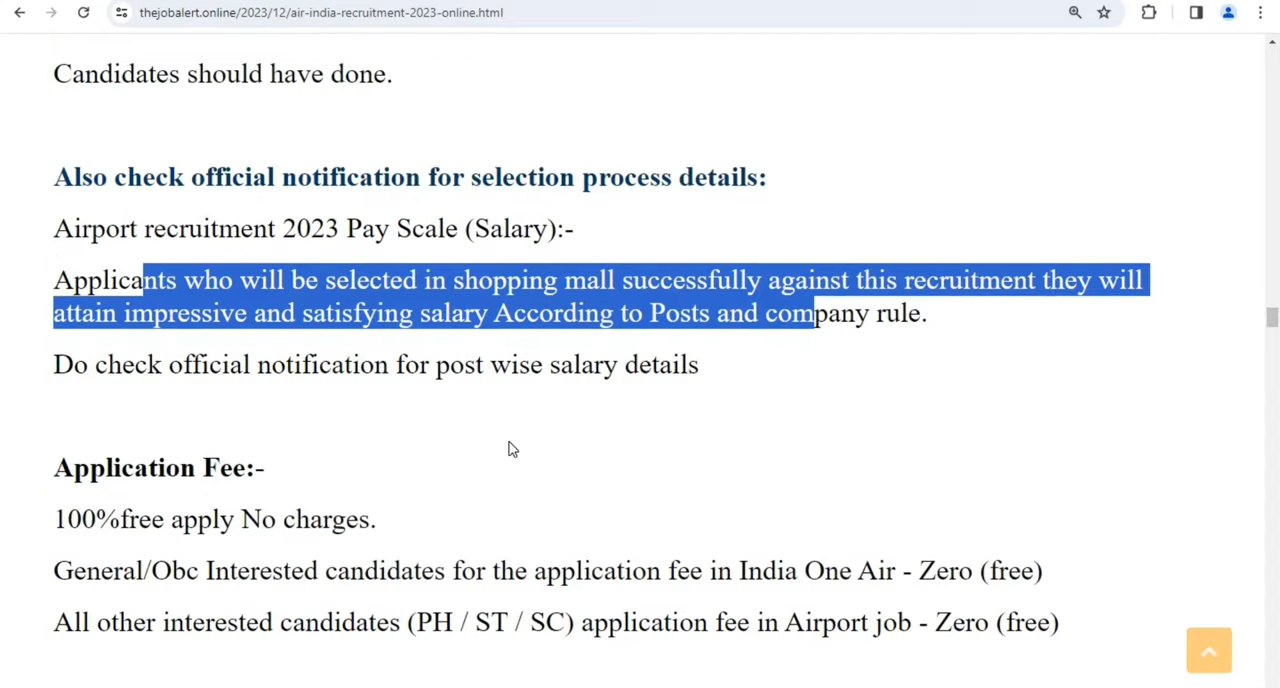 thejobalert.online/2023/12/air-india-recruitment-2023-online.html
Candidates should have done.
Also check official notification for selection process details:
Airport recruitment 2023 Pay Scale (Salary):-
Applicants who will be selected in shopping mall successfully against this recruitment they will
attain impressive and satisfying salary According to Posts and company rule.
Do check official notification for post wise salary details
Application Fee:-
100%free apply No charges.
General/Obc Interested candidates for the application fee in India One Air - Zero (free)
All other interested candidates (PH / ST / SC) application fee in Airport job - Zero (free)